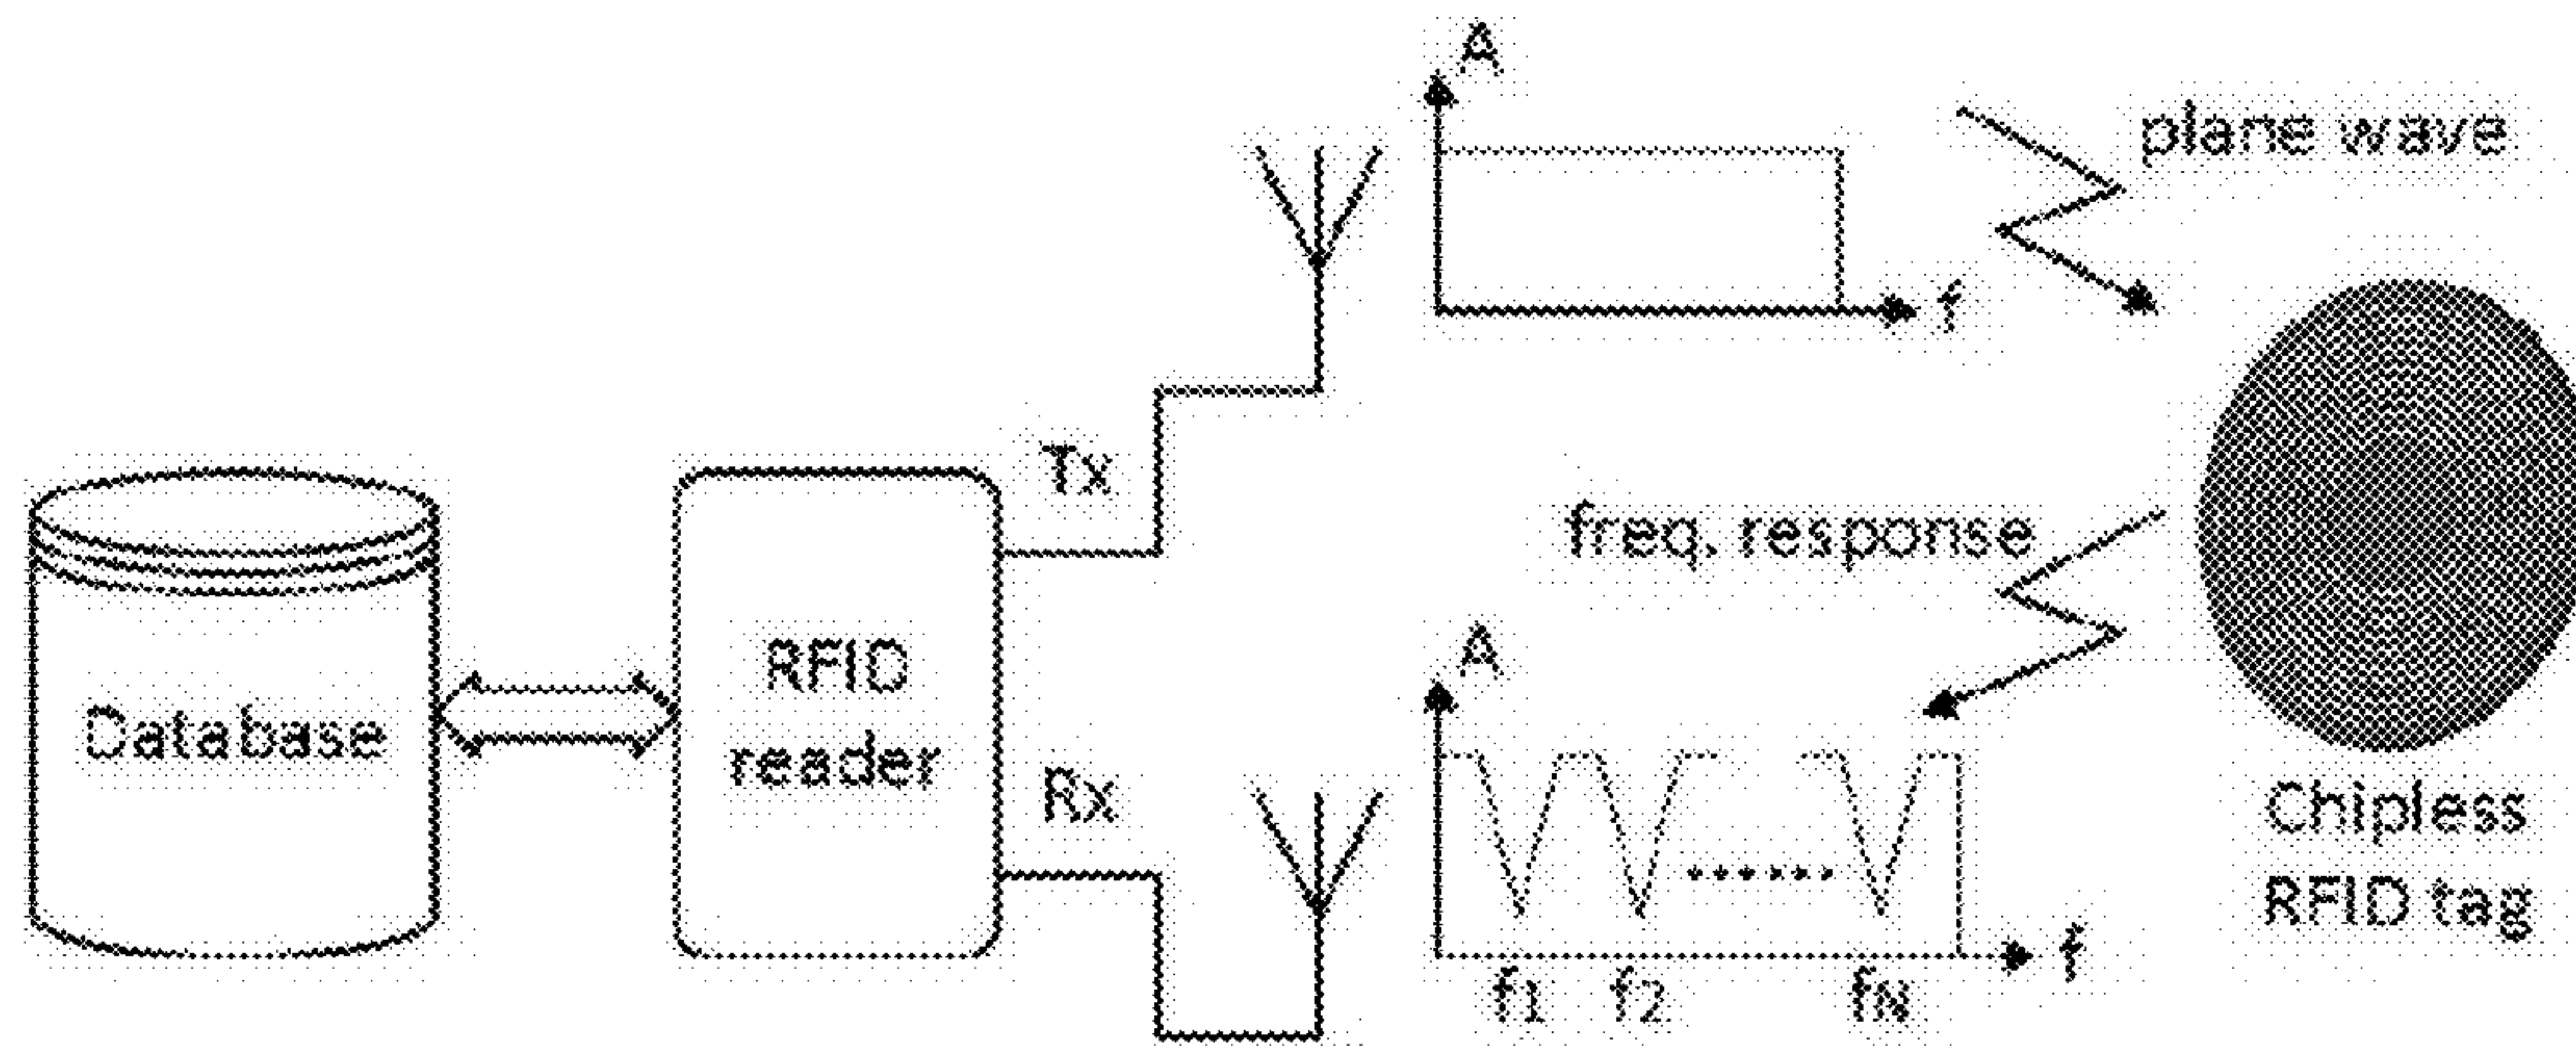 A
plane wave
f
Tx
freq. response
RFID
reader
Database
A
Rx
Chipless
RFID tag
f
f1 f2 ...... fN